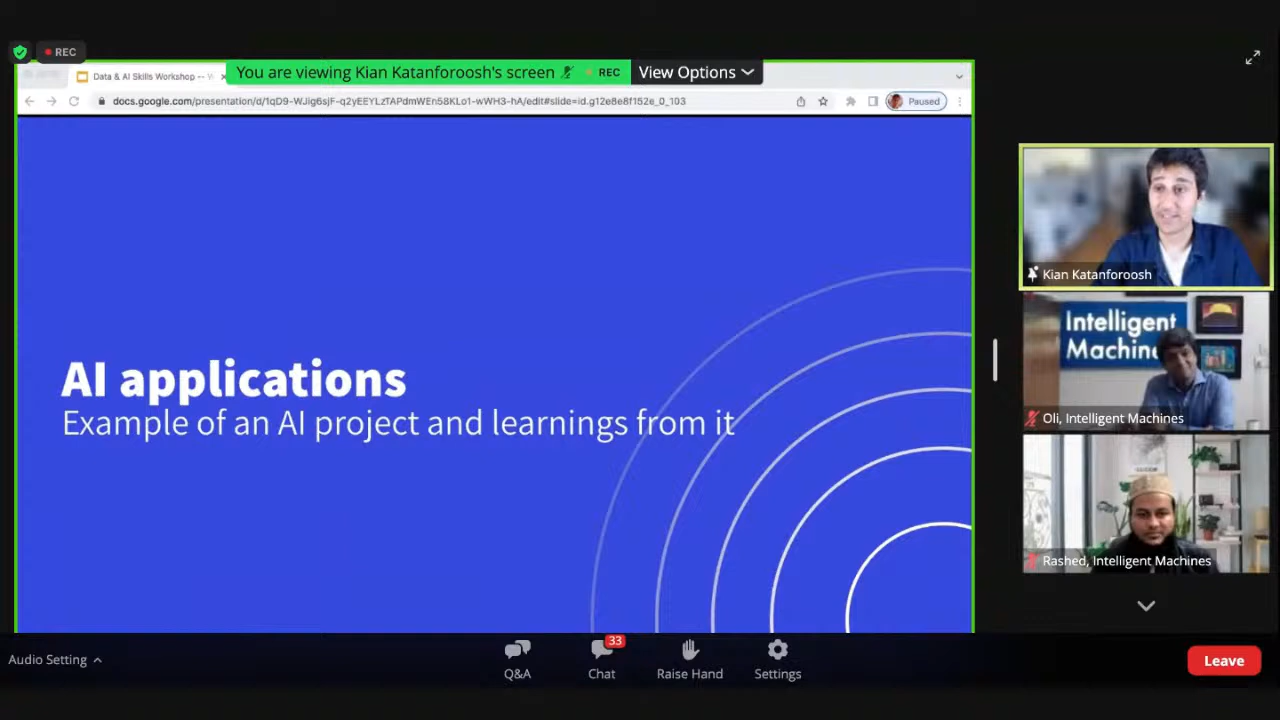 REC
You are viewing Kian Katanforoosh's screen
REC
View Options
Data & AI Skills Workshop --
docs.google.com/presentation/d/1qD9-WJig6sjF-q2yEEYLzTAPdmWEn58KLo1-wWH3-hA/edit#slide=id.g12e8e8f152e_0_103
Paused
AI applications
Example of an AI project and learnings from it
Kian Katanforoosh
Intelligent
Machine
Oli, Intelligent Machines
Rashed, Intelligent Machines
Audio Setting
Q&A
33
Chat
Raise Hand
Settings
Leave